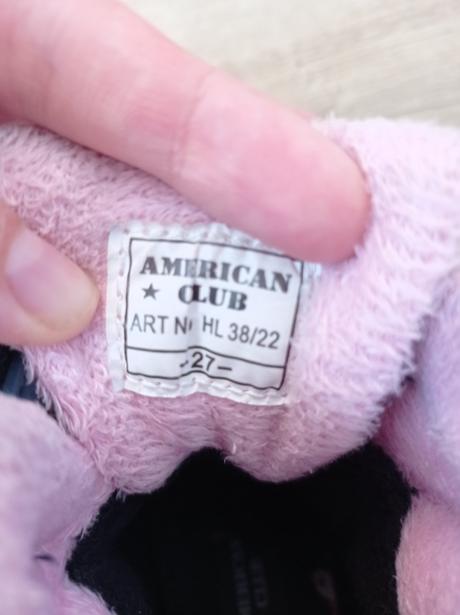 AMERICAN
★ CLUB
ART No HL 38/22
-27-